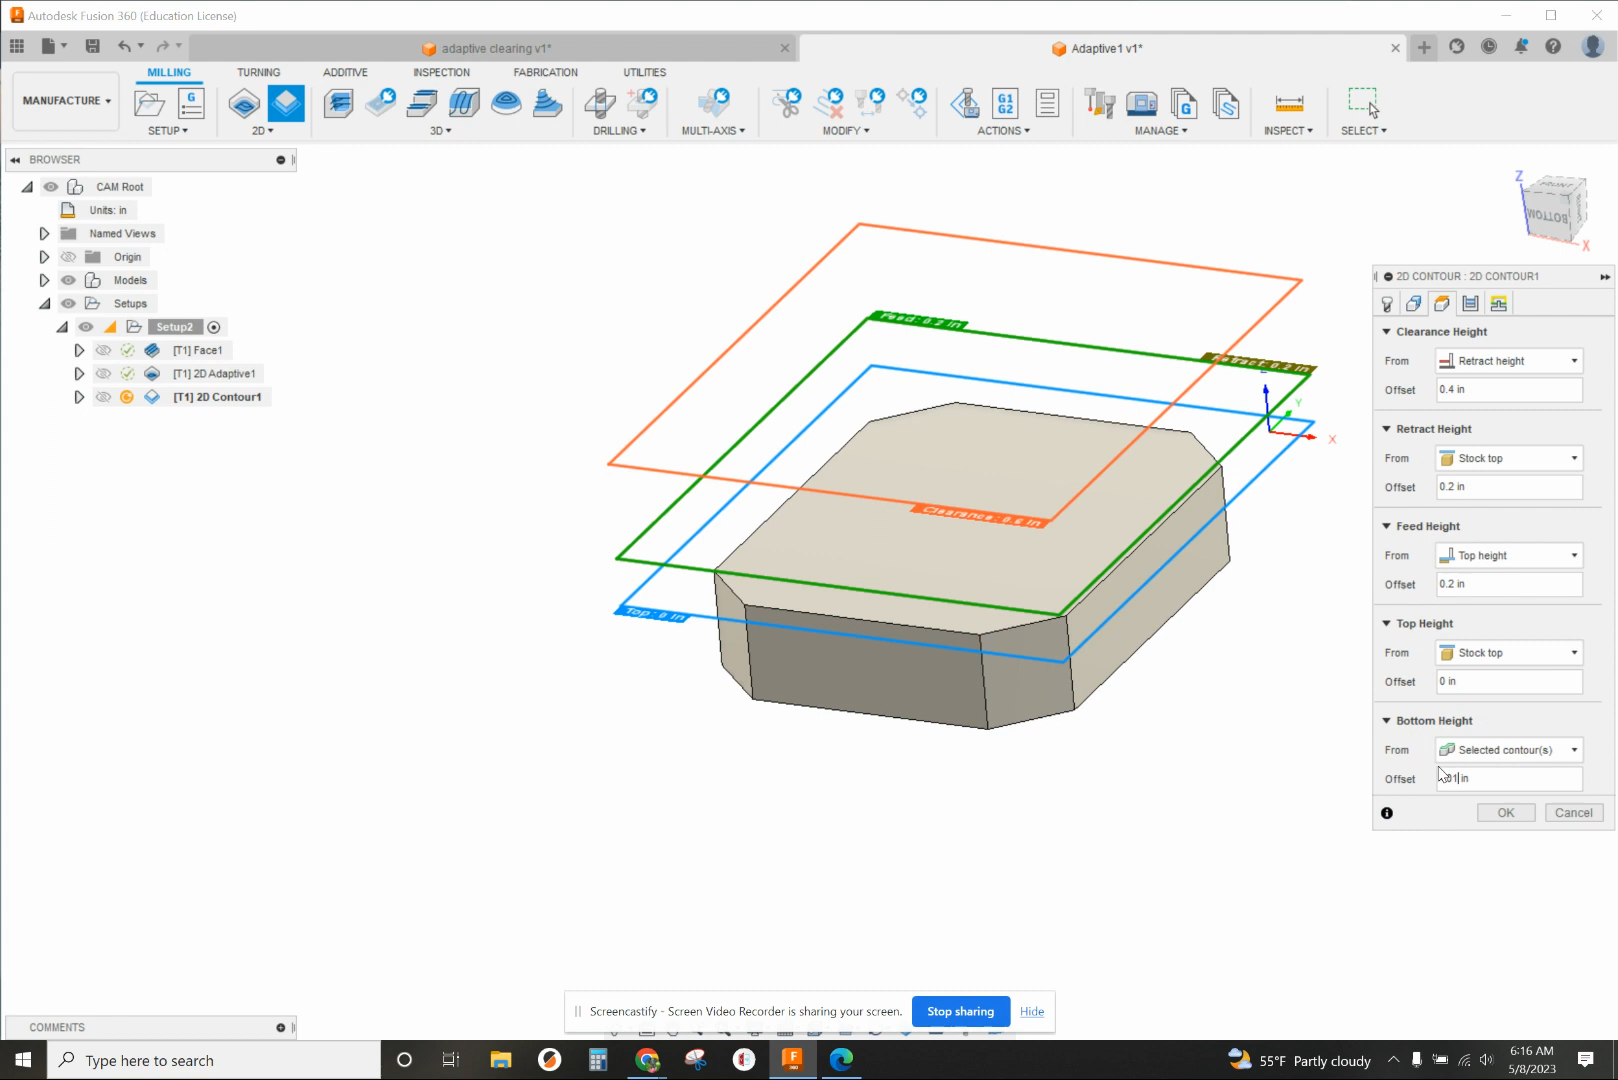 Autodesk Fusion 360 (Education License)
adaptive clearing v1*
Adaptive1 v1*
MILLING TURNING ADDITIVE INSPECTION FABRICATION UTILITIES
MANUFACTURE
G
G1
G2
G
SETUP 2D 3D DRILLING MULTI-AXIS MODIFY ACTIONS MANAGE INSPECT SELECT
BROWSER
CAM Root
Units: in
Named Views
Origin
Models
Setups
Setup2
[T1] Face1
[T1] 2D Adaptive1
[T1] 2D Contour1
Feed: 0.2 in
Retract: 0.2 in
Clearance: 0.6 in
Top: 0 in
Z
Y
X
Z
FRONT
BOTTOM
X
2D CONTOUR : 2D CONTOUR1
Clearance Height
From Retract height
Offset 0.4 in
Retract Height
From Stock top
Offset 0.2 in
Feed Height
From Top height
Offset 0.2 in
Top Height
From Stock top
Offset 0 in
Bottom Height
From Selected contour(s)
Offset 01 in
OK Cancel
COMMENTS
Screencastify - Screen Video Recorder is sharing your screen. Stop sharing Hide
Type here to search
F
55°F Partly cloudy
6:16 AM
5/8/2023